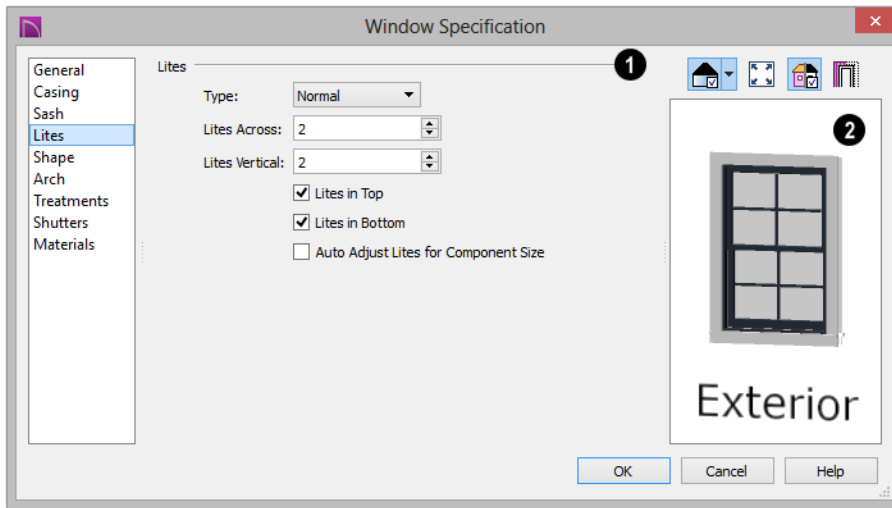 Window Specification
General
Casing
Sash
Lites
Shape
Arch
Treatments
Shutters
Materials
Lites
1
Type:
Normal
Lites Across:
2
Lites Vertical:
2
Lites in Top
Lites in Bottom
Auto Adjust Lites for Component Size
2
Exterior
OK
Cancel
Help